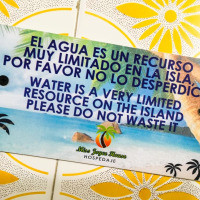 EL AGUA ES UN RECURSO
MUY LIMITADO EN LA ISLA
POR FAVOR NO LO DESPERDIC
WATER IS A VERY LIMITED
RESOURCE ON THE ISLAND
PLEASE DO NOT WASTE IT
HOSPEDAJE